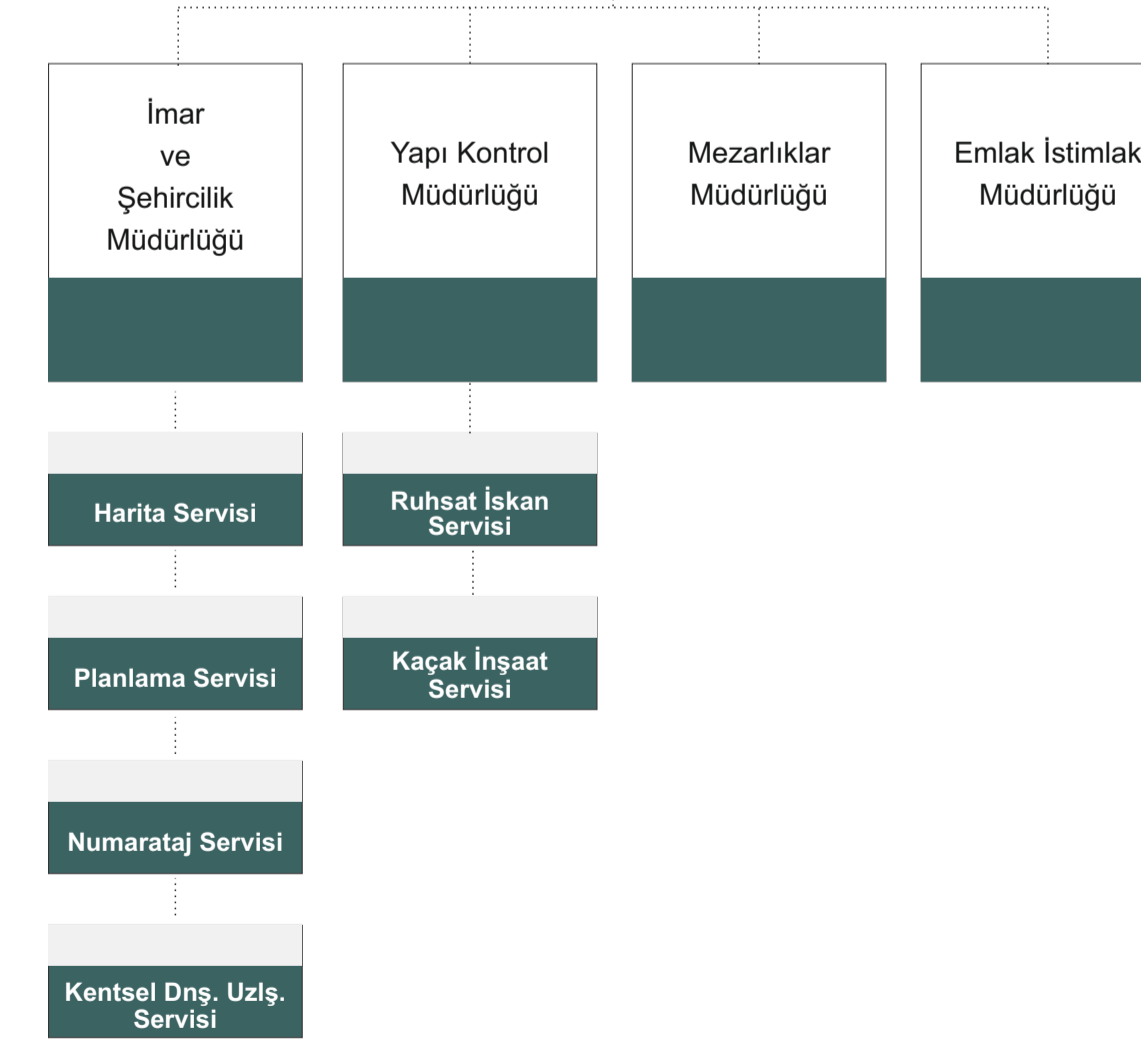 İmar
ve
Şehircilik
Müdürlüğü
Yapı Kontrol
Müdürlüğü
Mezarlıklar
Müdürlüğü
Emlak İstimlak
Müdürlüğü
Harita Servisi
Ruhsat İskan
Servisi
Planlama Servisi
Kaçak İnşaat
Servisi
Numarataj Servisi
Kentsel Dnş. Uzlş.
Servisi